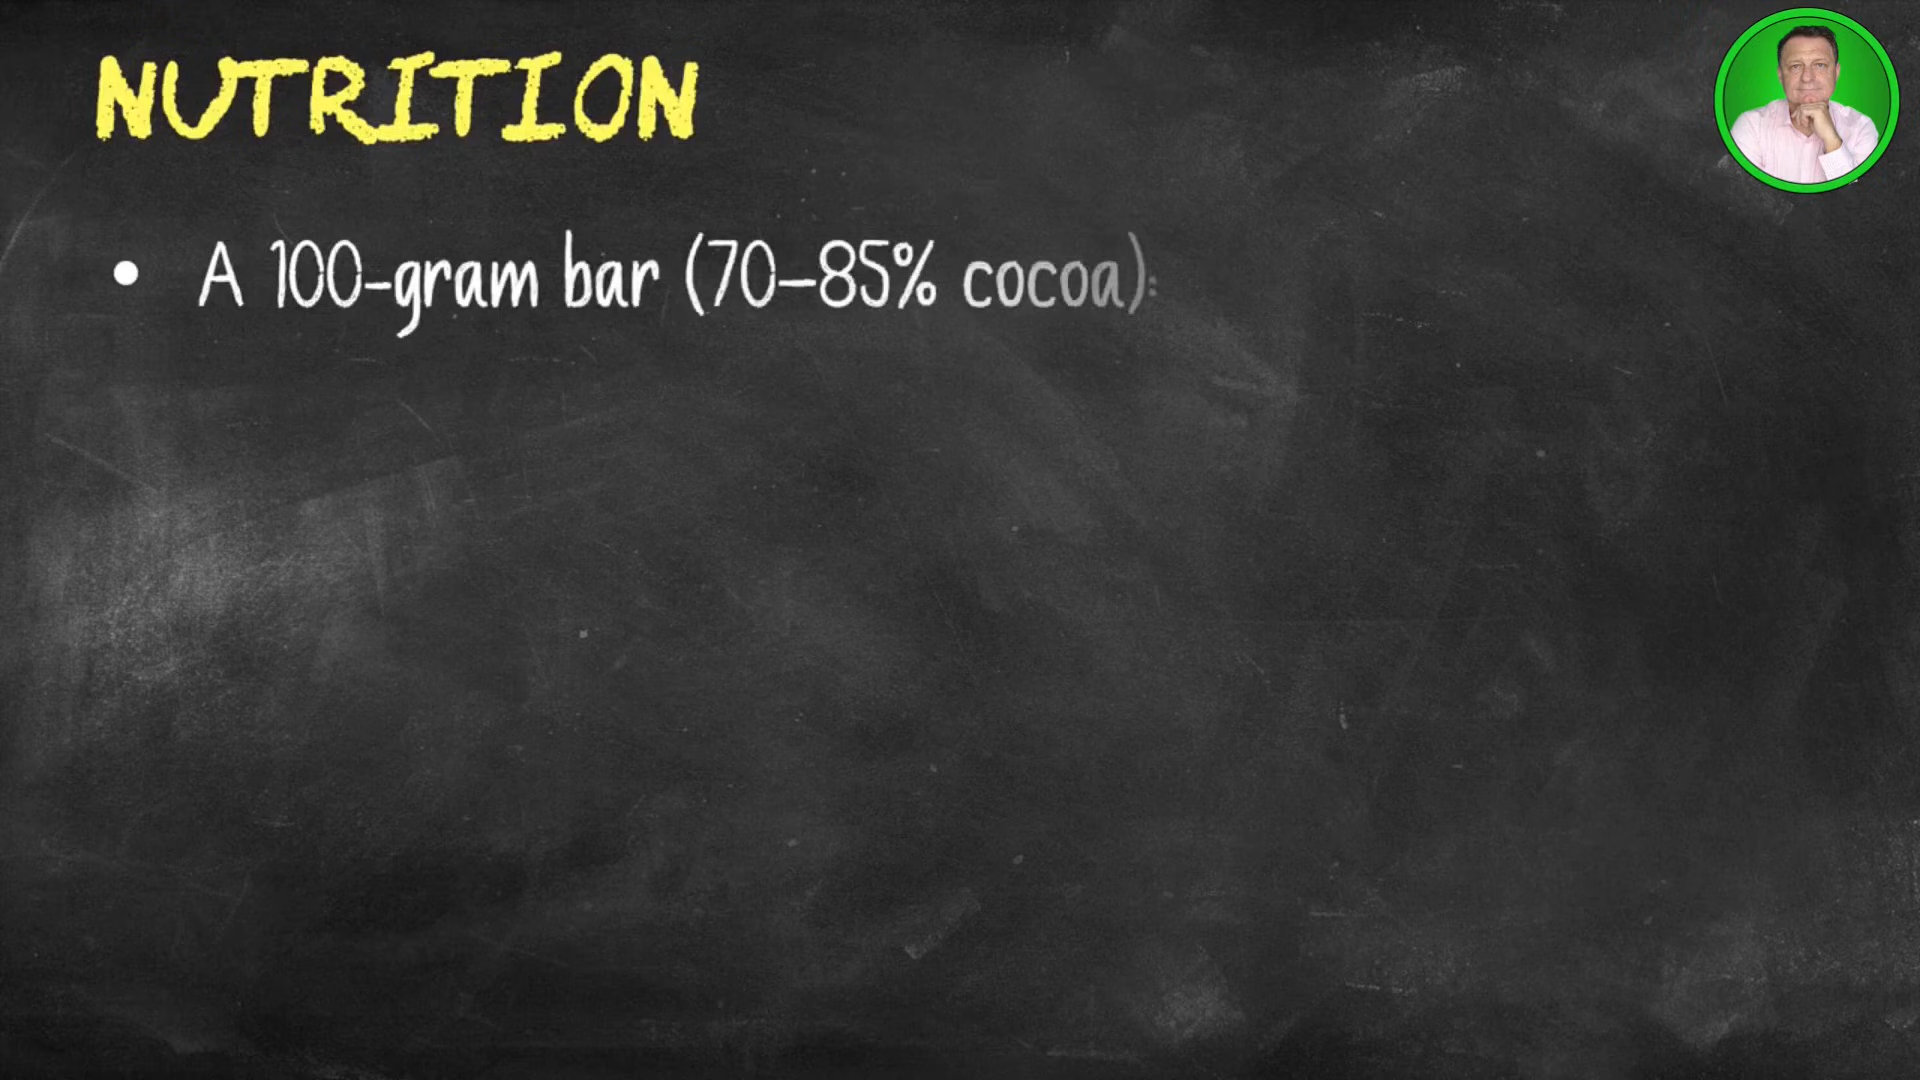 NUTRITION
• A 100-gram bar (70–85% cocoa):